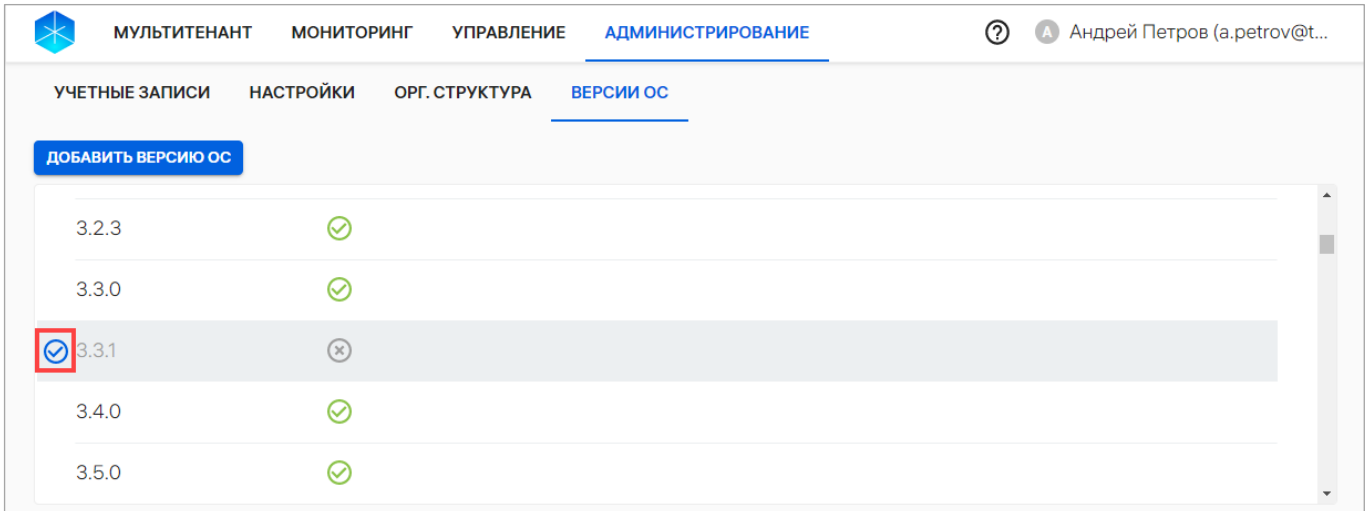 МУЛЬТИТЕНАНТ МОНИТОРИНГ УПРАВЛЕНИЕ АДМИНИСТРИРОВАНИЕ ? А Андрей Петров (a.petrov@t...
УЧЕТНЫЕ ЗАПИСИ НАСТРОЙКИ ОРГ. СТРУКТУРА ВЕРСИИ ОС
ДОБАВИТЬ ВЕРСИЮ ОС
3.2.3
3.3.0
3.3.1
3.4.0
3.5.0